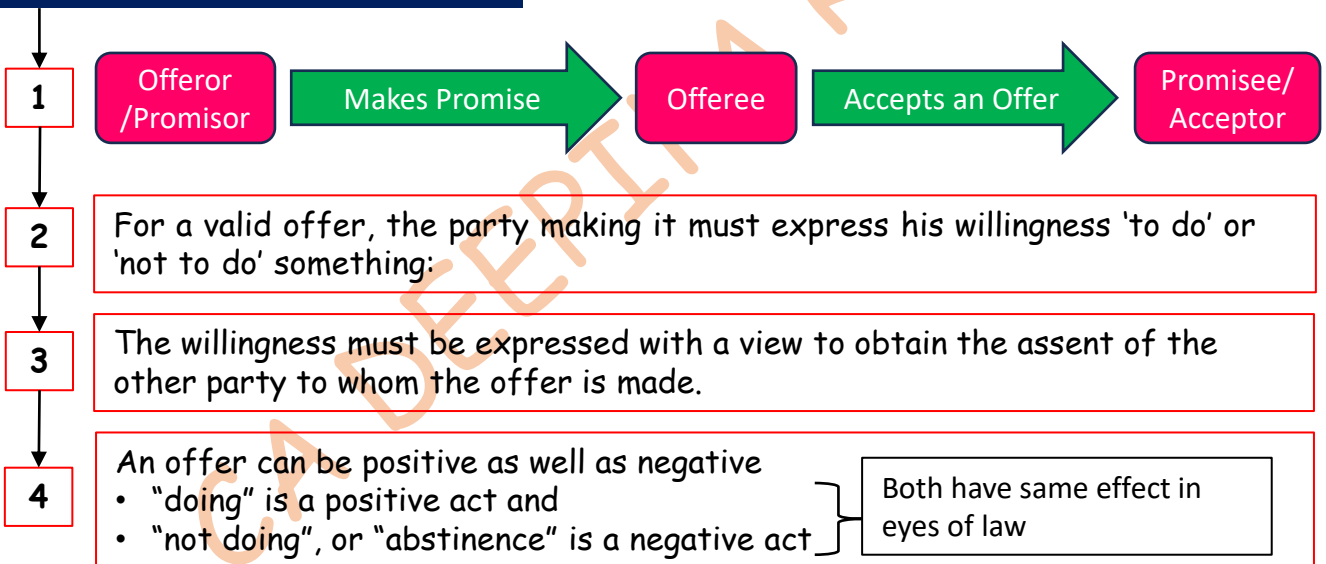 1
Offeror
/Promisor
Makes Promise
Offeree
Accepts an Offer
Promisee/
Acceptor
2
For a valid offer, the party making it must express his willingness ‘to do’ or
‘not to do’ something:
3
The willingness must be expressed with a view to obtain the assent of the
other party to whom the offer is made.
4
An offer can be positive as well as negative
• “doing” is a positive act and
• “not doing”, or “abstinence” is a negative act
Both have same effect in
eyes of law
CA